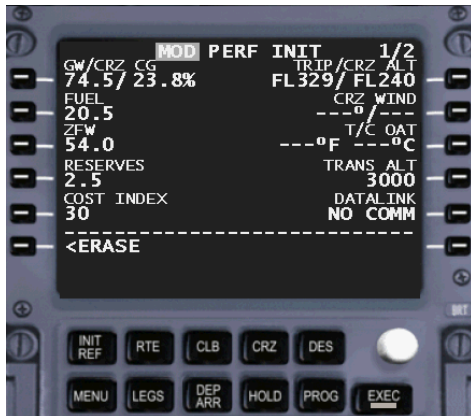 MOD PERF INIT 1/2
GW/CRZ CG TRIP/CRZ ALT
74.5/23.8% FL329/FL240
FUEL CRZ WIND
20.5 ---°/---
ZFW T/C OAT
54.0 ---°F ---°C
RESERVES TRANS ALT
2.5 3000
COST INDEX DATALINK
30 NO COMM
------------------------------
<ERASE
BRT
INIT REF RTE CLB CRZ DES
MENU LEGS DEP ARR HOLD PROG EXEC